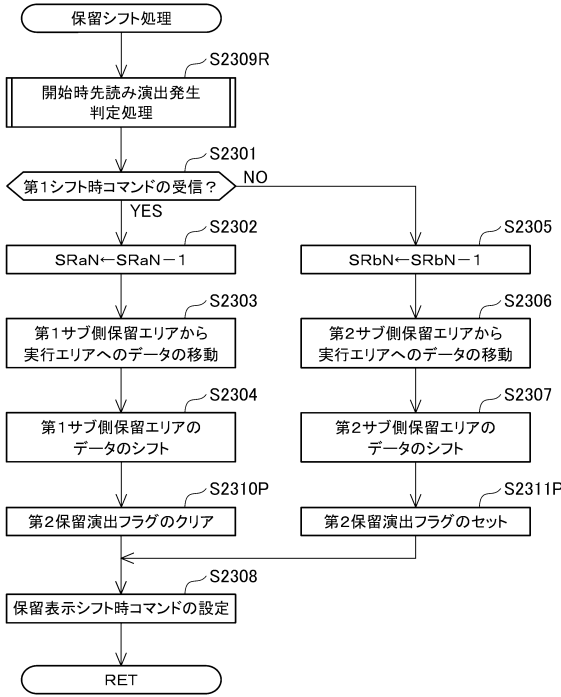 保留シフト処理
S2309R
開始時先読み演出発生
判定処理
S2301
第1シフト時コマンドの受信？
NO
YES
S2302
SRaN←SRaN−1
S2303
第1サブ側保留エリアから
実行エリアへのデータの移動
S2304
第1サブ側保留エリアの
データのシフト
S2310P
第2保留演出フラグのクリア
S2305
SRbN←SRbN−1
S2306
第2サブ側保留エリアから
実行エリアへのデータの移動
S2307
第2サブ側保留エリアの
データのシフト
S2311P
第2保留演出フラグのセット
S2308
保留表示シフト時コマンドの設定
RET